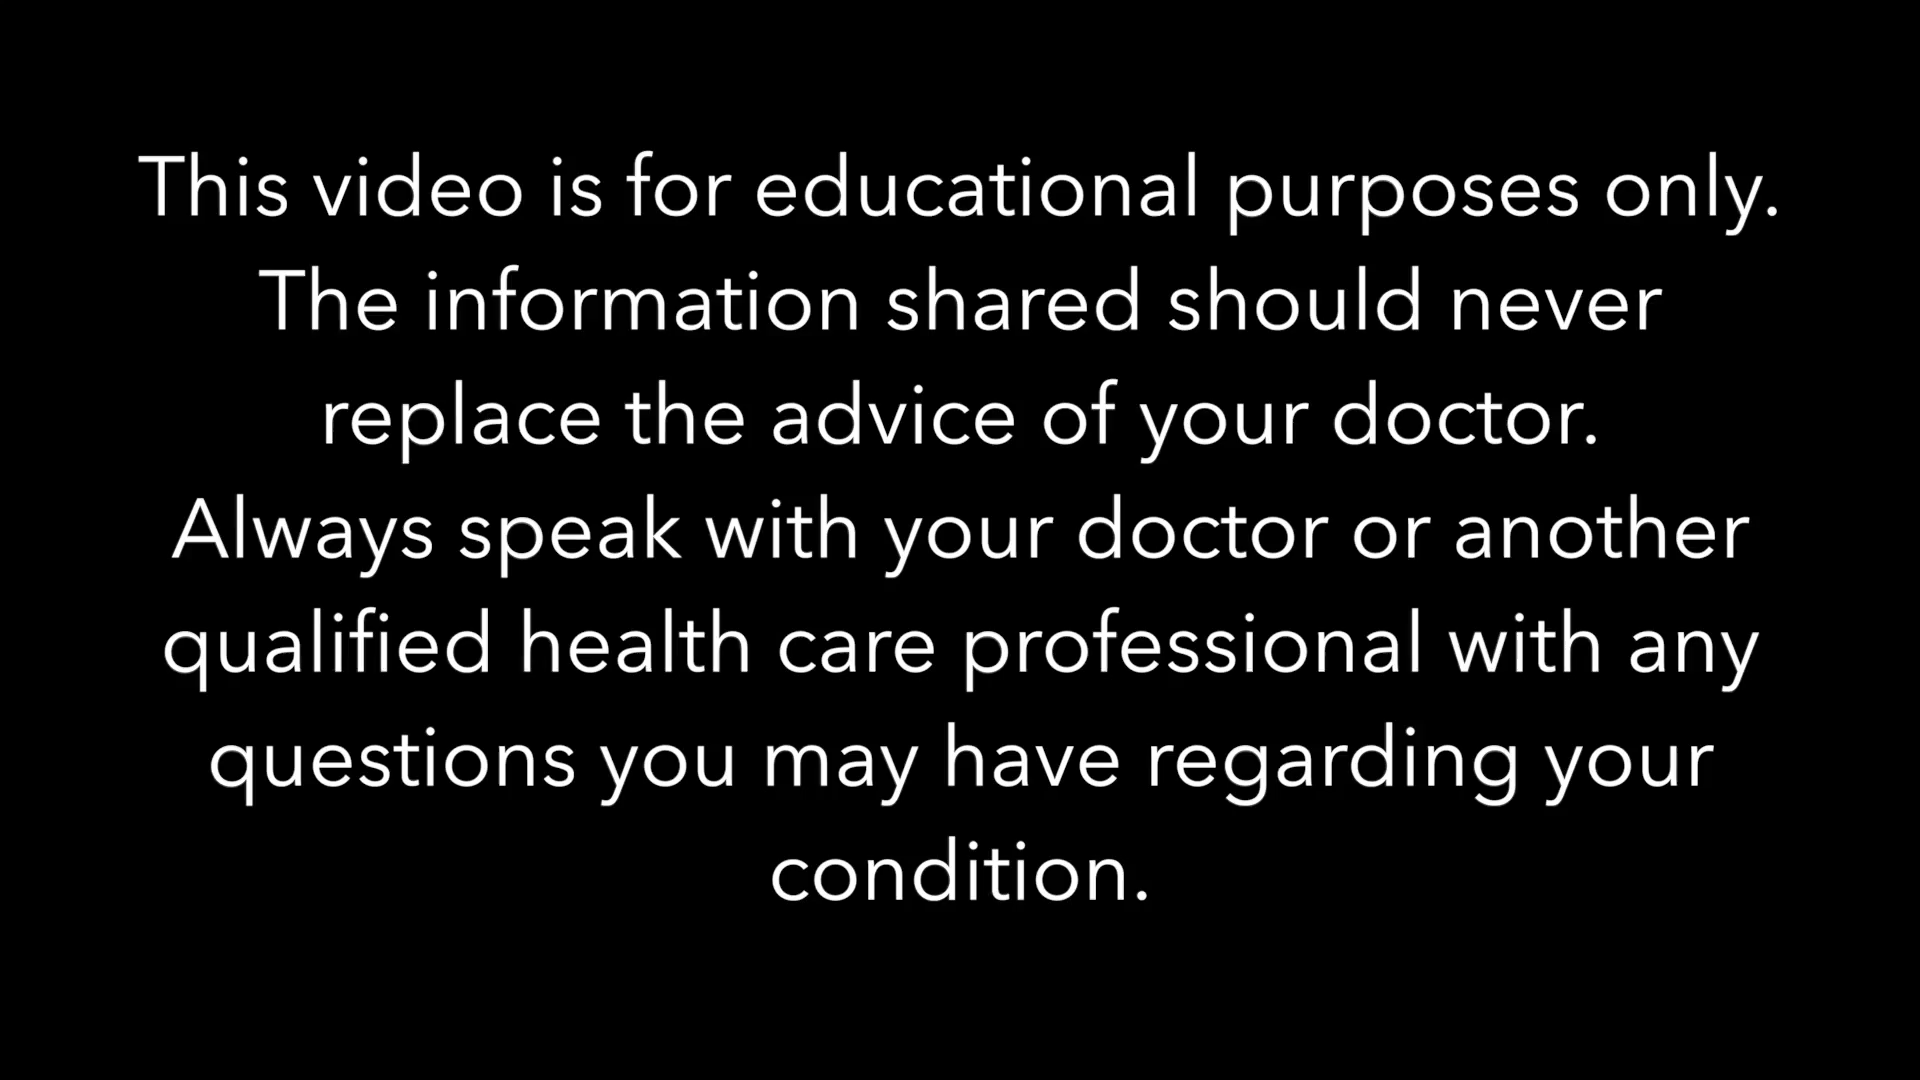 This video is for educational purposes only.
The information shared should never
replace the advice of your doctor.
Always speak with your doctor or another
qualified health care professional with any
questions you may have regarding your
condition.